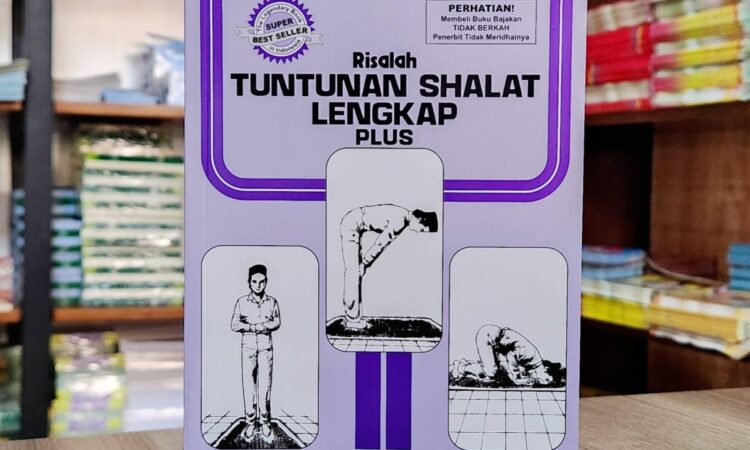 The Legendary Book
SUPER
BEST SELLER
in Indonesia
PERHATIAN!
Membeli Buku Bajakan
TIDAK BERKAH
Penerbit Tidak Meridhainya
Risalah
TUNTUNAN SHALAT
LENGKAP
PLUS